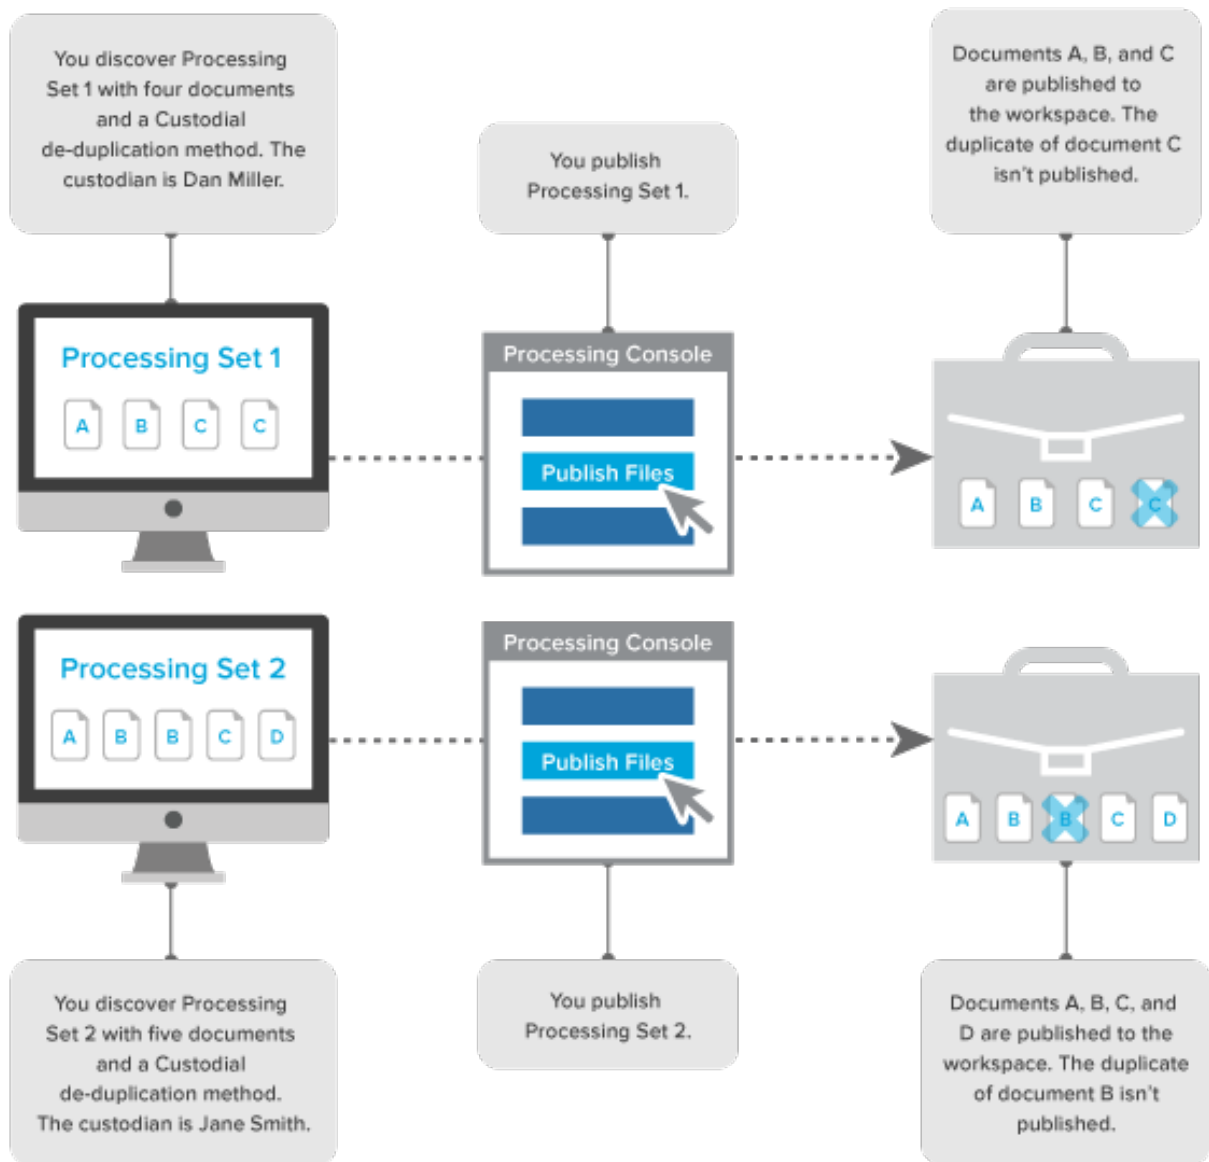 You discover Processing
Set 1 with four documents
and a Custodial
de-duplication method. The
custodian is Dan Miller.
You publish
Processing Set 1.
Documents A, B, and C
are published to
the workspace. The
duplicate of document C
isn't published.
Processing Set 1
A B C C
Processing Console
Publish Files
A B C C
Processing Set 2
A B B C D
Processing Console
Publish Files
A B B C D
You discover Processing
Set 2 with five documents
and a Custodial
de-duplication method.
The custodian is Jane Smith.
You publish
Processing Set 2.
Documents A, B, C, and
D are published to the
workspace. The duplicate
of document B isn't
published.